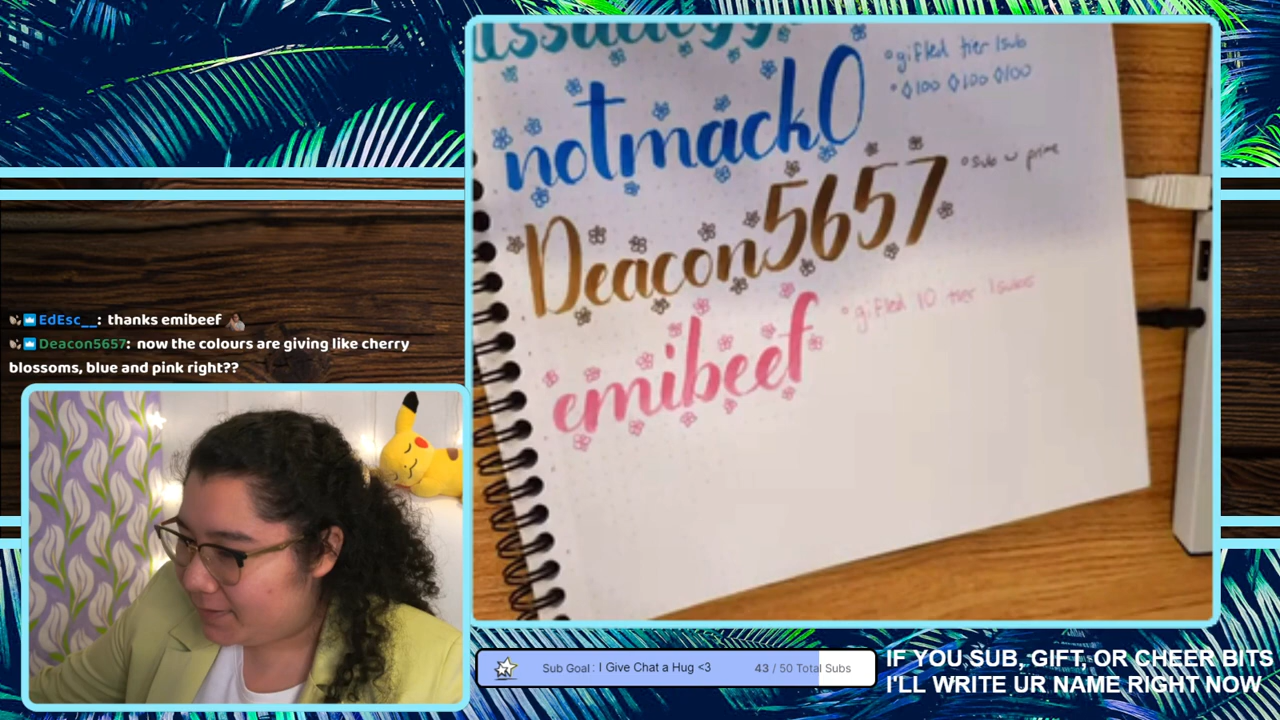 notmack0
°gifted tier 1 sub
°◊100 ◊100 ◊100
Deacon5657
°sub w prime
emibeef
°gifted 10 tier 1 subs
EdEsc__: thanks emibeef
Deacon5657: now the colours are giving like cherry
blossoms, blue and pink right??
Sub Goal: I Give Chat a Hug <3 43 / 50 Total Subs
IF YOU SUB, GIFT, OR CHEER BITS
I'LL WRITE UR NAME RIGHT NOW